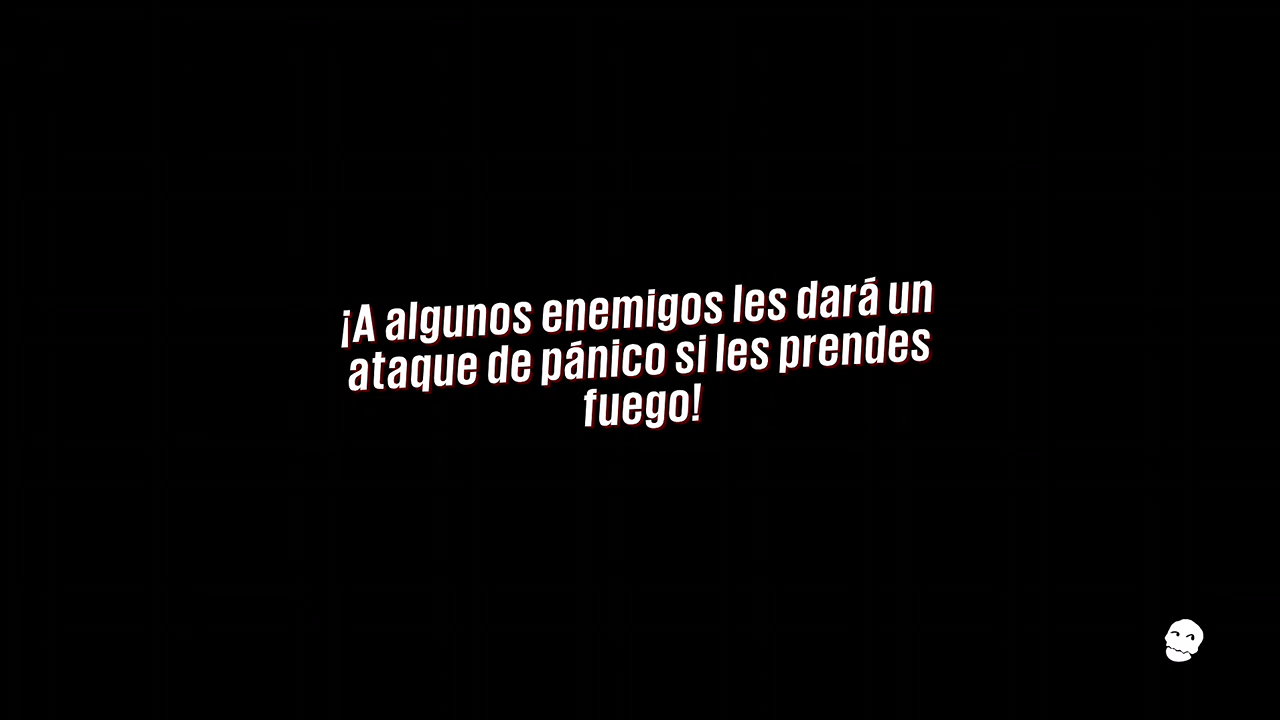 ¡A algunos enemigos les dará un
ataque de pánico si les prendes
fuego!